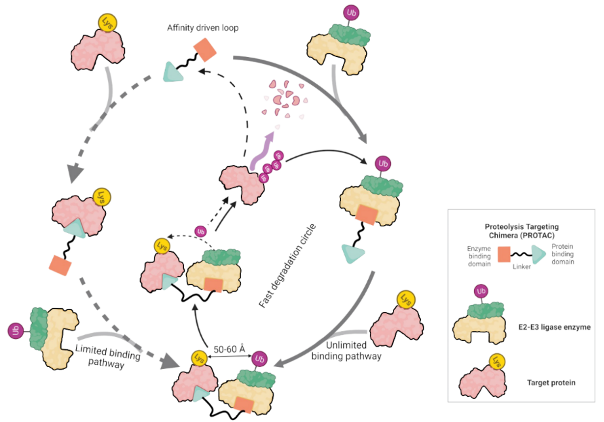 Affinity driven loop
Lys
Ub
Lys
Ub
Ub
Ub
Ub
Ub
Ub
Lys
Fast degradation circle
Ub
Limited binding
pathway
Lys
50-60 Å
Ub
Unlimited
binding pathway
Lys
Proteolysis Targeting
Chimera (PROTAC)
Enzyme
binding
domain
Linker
Protein
binding
domain
Ub
E2-E3 ligase enzyme
Lys
Target protein